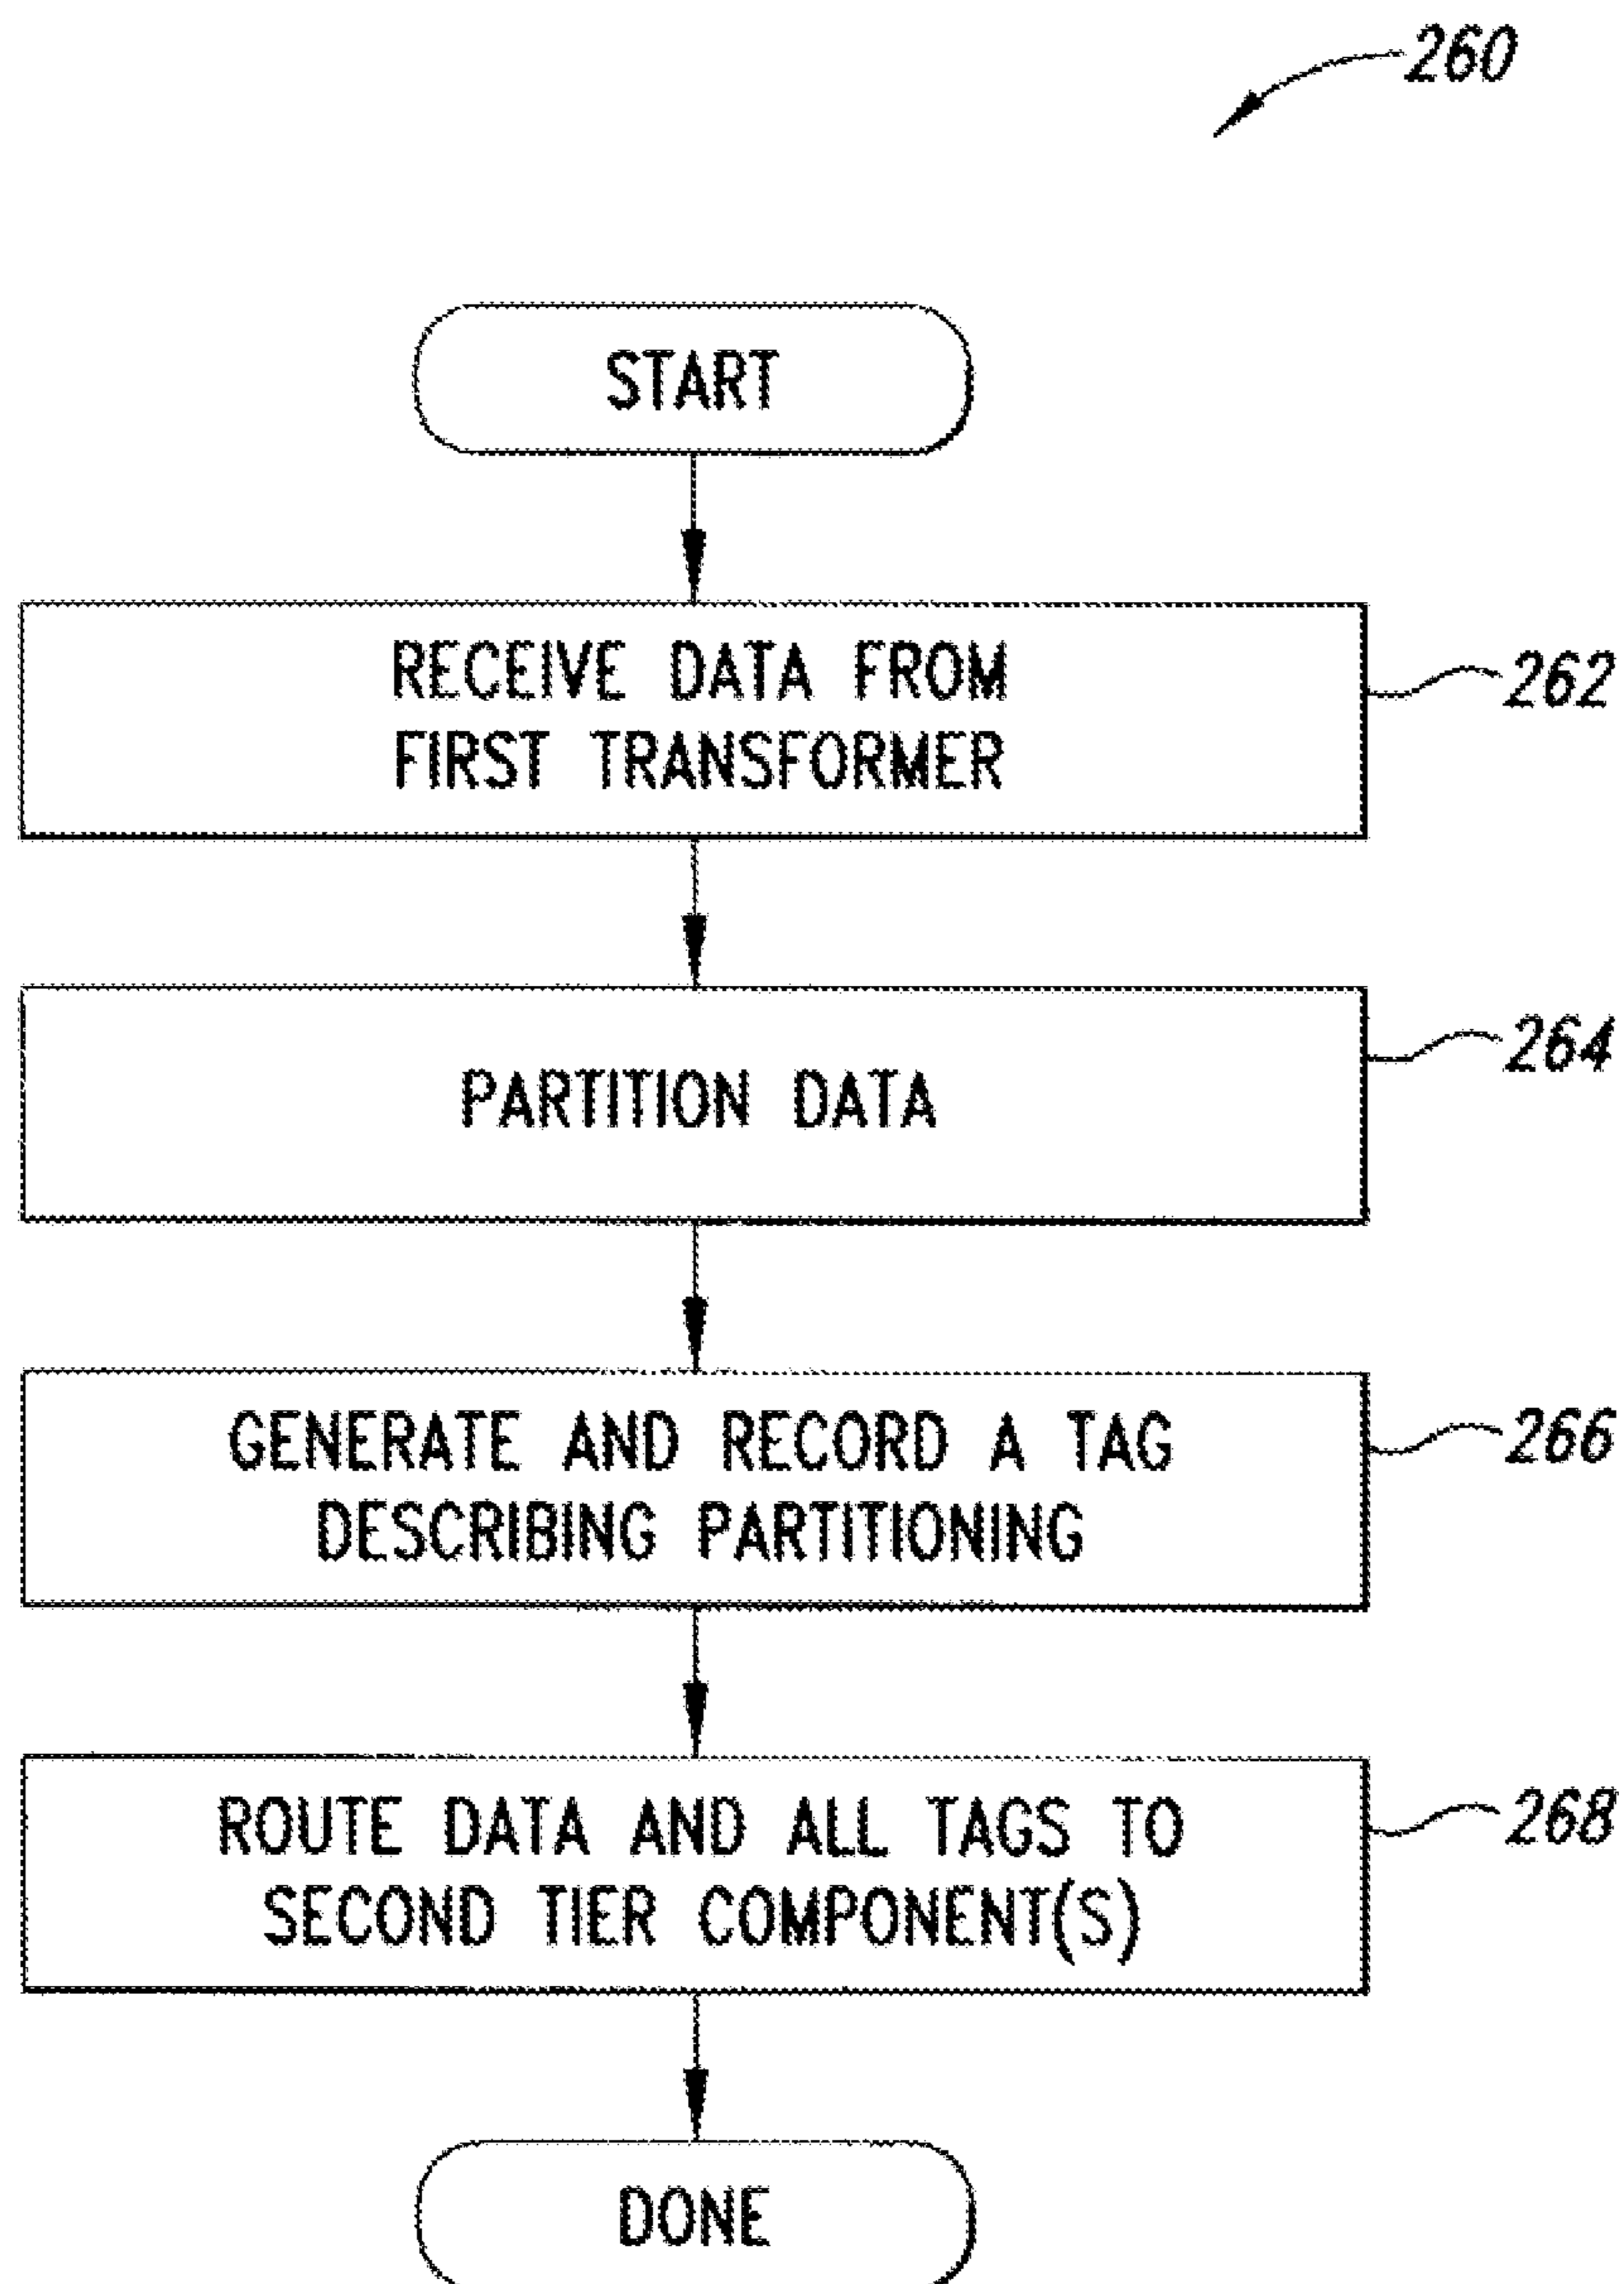 260
START
RECEIVE DATA FROM
FIRST TRANSFORMER
262
PARTITION DATA
264
GENERATE AND RECORD A TAG
DESCRIBING PARTITIONING
266
ROUTE DATA AND ALL TAGS TO
SECOND TIER COMPONENT(S)
268
DONE